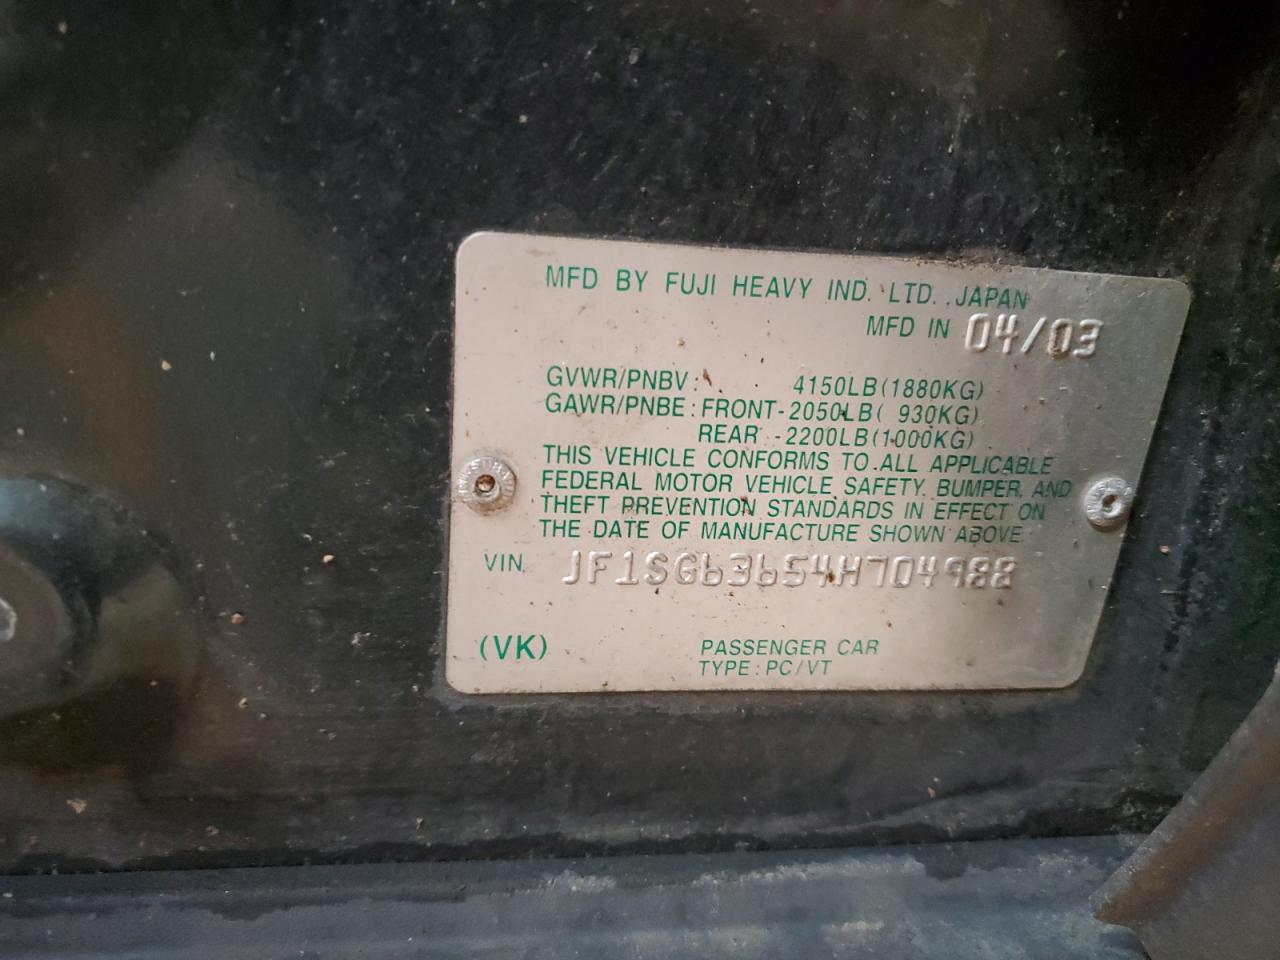 MFD BY FUJI HEAVY IND. LTD. JAPAN
MFD IN 04/03
GVWR/PNBV: 4150LB(1880KG)
GAWR/PNBE: FRONT-2050LB( 930KG)
REAR -2200LB(1000KG)
THIS VEHICLE CONFORMS TO ALL APPLICABLE
FEDERAL MOTOR VEHICLE SAFETY, BUMPER, AND
THEFT PREVENTION STANDARDS IN EFFECT ON
THE DATE OF MANUFACTURE SHOWN ABOVE
VIN JF1SG63654H704988
(VK)
PASSENGER CAR
TYPE: PC/VT